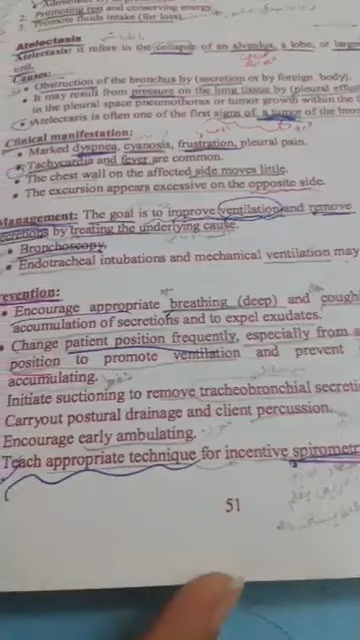 2. Promoting rest and conserving energy.
3. Promote fluids intake (for loss).
Atelectasis
Atelectasis: it refers to the collapse of an alveolus, a lobe, or larger
unit.
Causes:
• Obstruction of the bronchus by (secretion or by foreign body).
• It may result from pressure on the lung tissue by (pleural effus
in the pleural space pneumothorax or tumor growth within the
• Atelectasis is often one of the first signs of a tumor of the bron
Clinical manifestation:
• Marked dyspnea, cyanosis, frustration, pleural pain.
• Tachycardia and fever are common.
• The chest wall on the affected side moves little.
• The excursion appears excessive on the opposite side.
Management: The goal is to improve ventilation and remove
secretions by treating the underlying cause.
• Bronchoscopy.
• Endotracheal intubations and mechanical ventilation may
revention:
• Encourage appropriate breathing (deep) and cough
accumulation of secretions and to expel exudates.
• Change patient position frequently, especially from
position to promote ventilation and prevent
accumulating.
Initiate suctioning to remove tracheobronchial secreti
Carryout postural drainage and client percussion.
Encourage early ambulating.
Teach appropriate technique for incentive spirometr
51